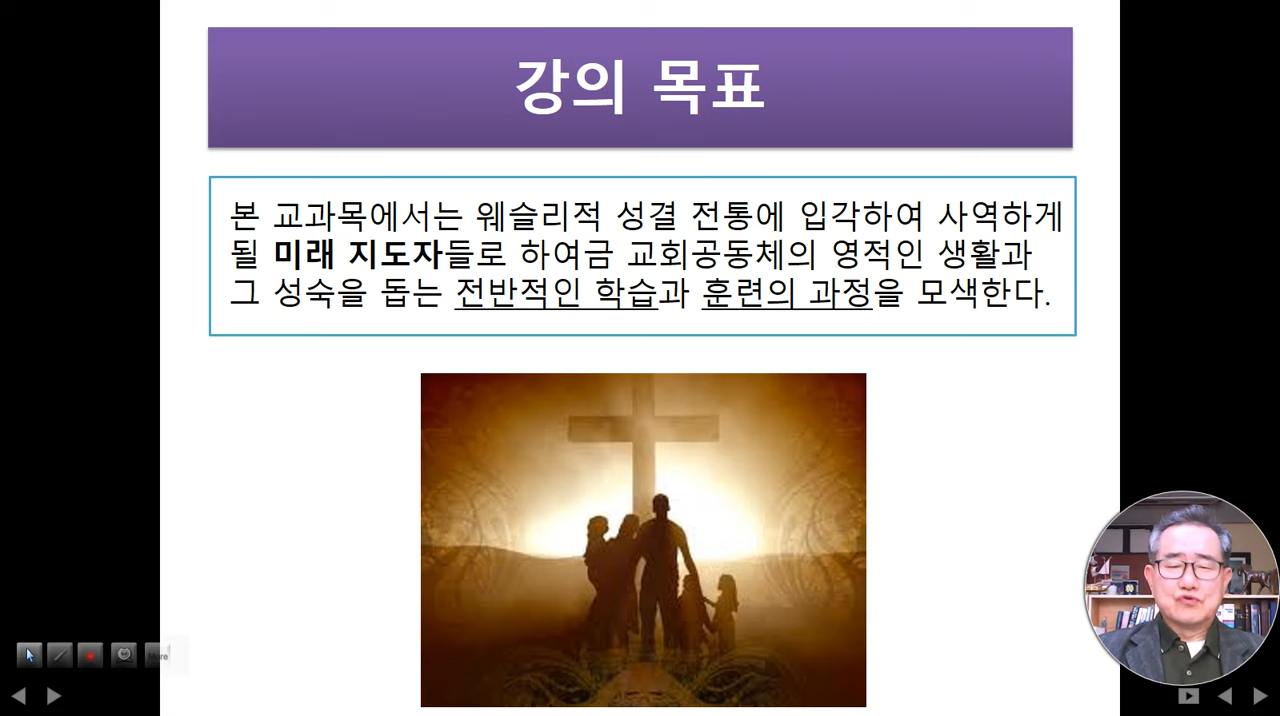 강의 목표
본 교과목에서는 웨슬리적 성결 전통에 입각하여 사역하게
될 미래 지도자들로 하여금 교회공동체의 영적인 생활과
그 성숙을 돕는 전반적인 학습과 훈련의 과정을 모색한다.
More